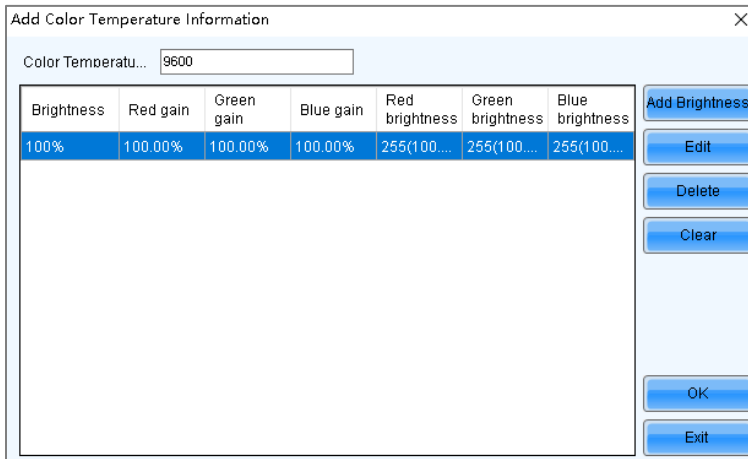 Add Color Temperature Information
Color Temperatu... 9600
Brightness Red gain Green gain Blue gain Red brightness Green brightness Blue brightness
100% 100.00% 100.00% 100.00% 255(100.... 255(100.... 255(100....
Add Brightness
Edit
Delete
Clear
OK
Exit